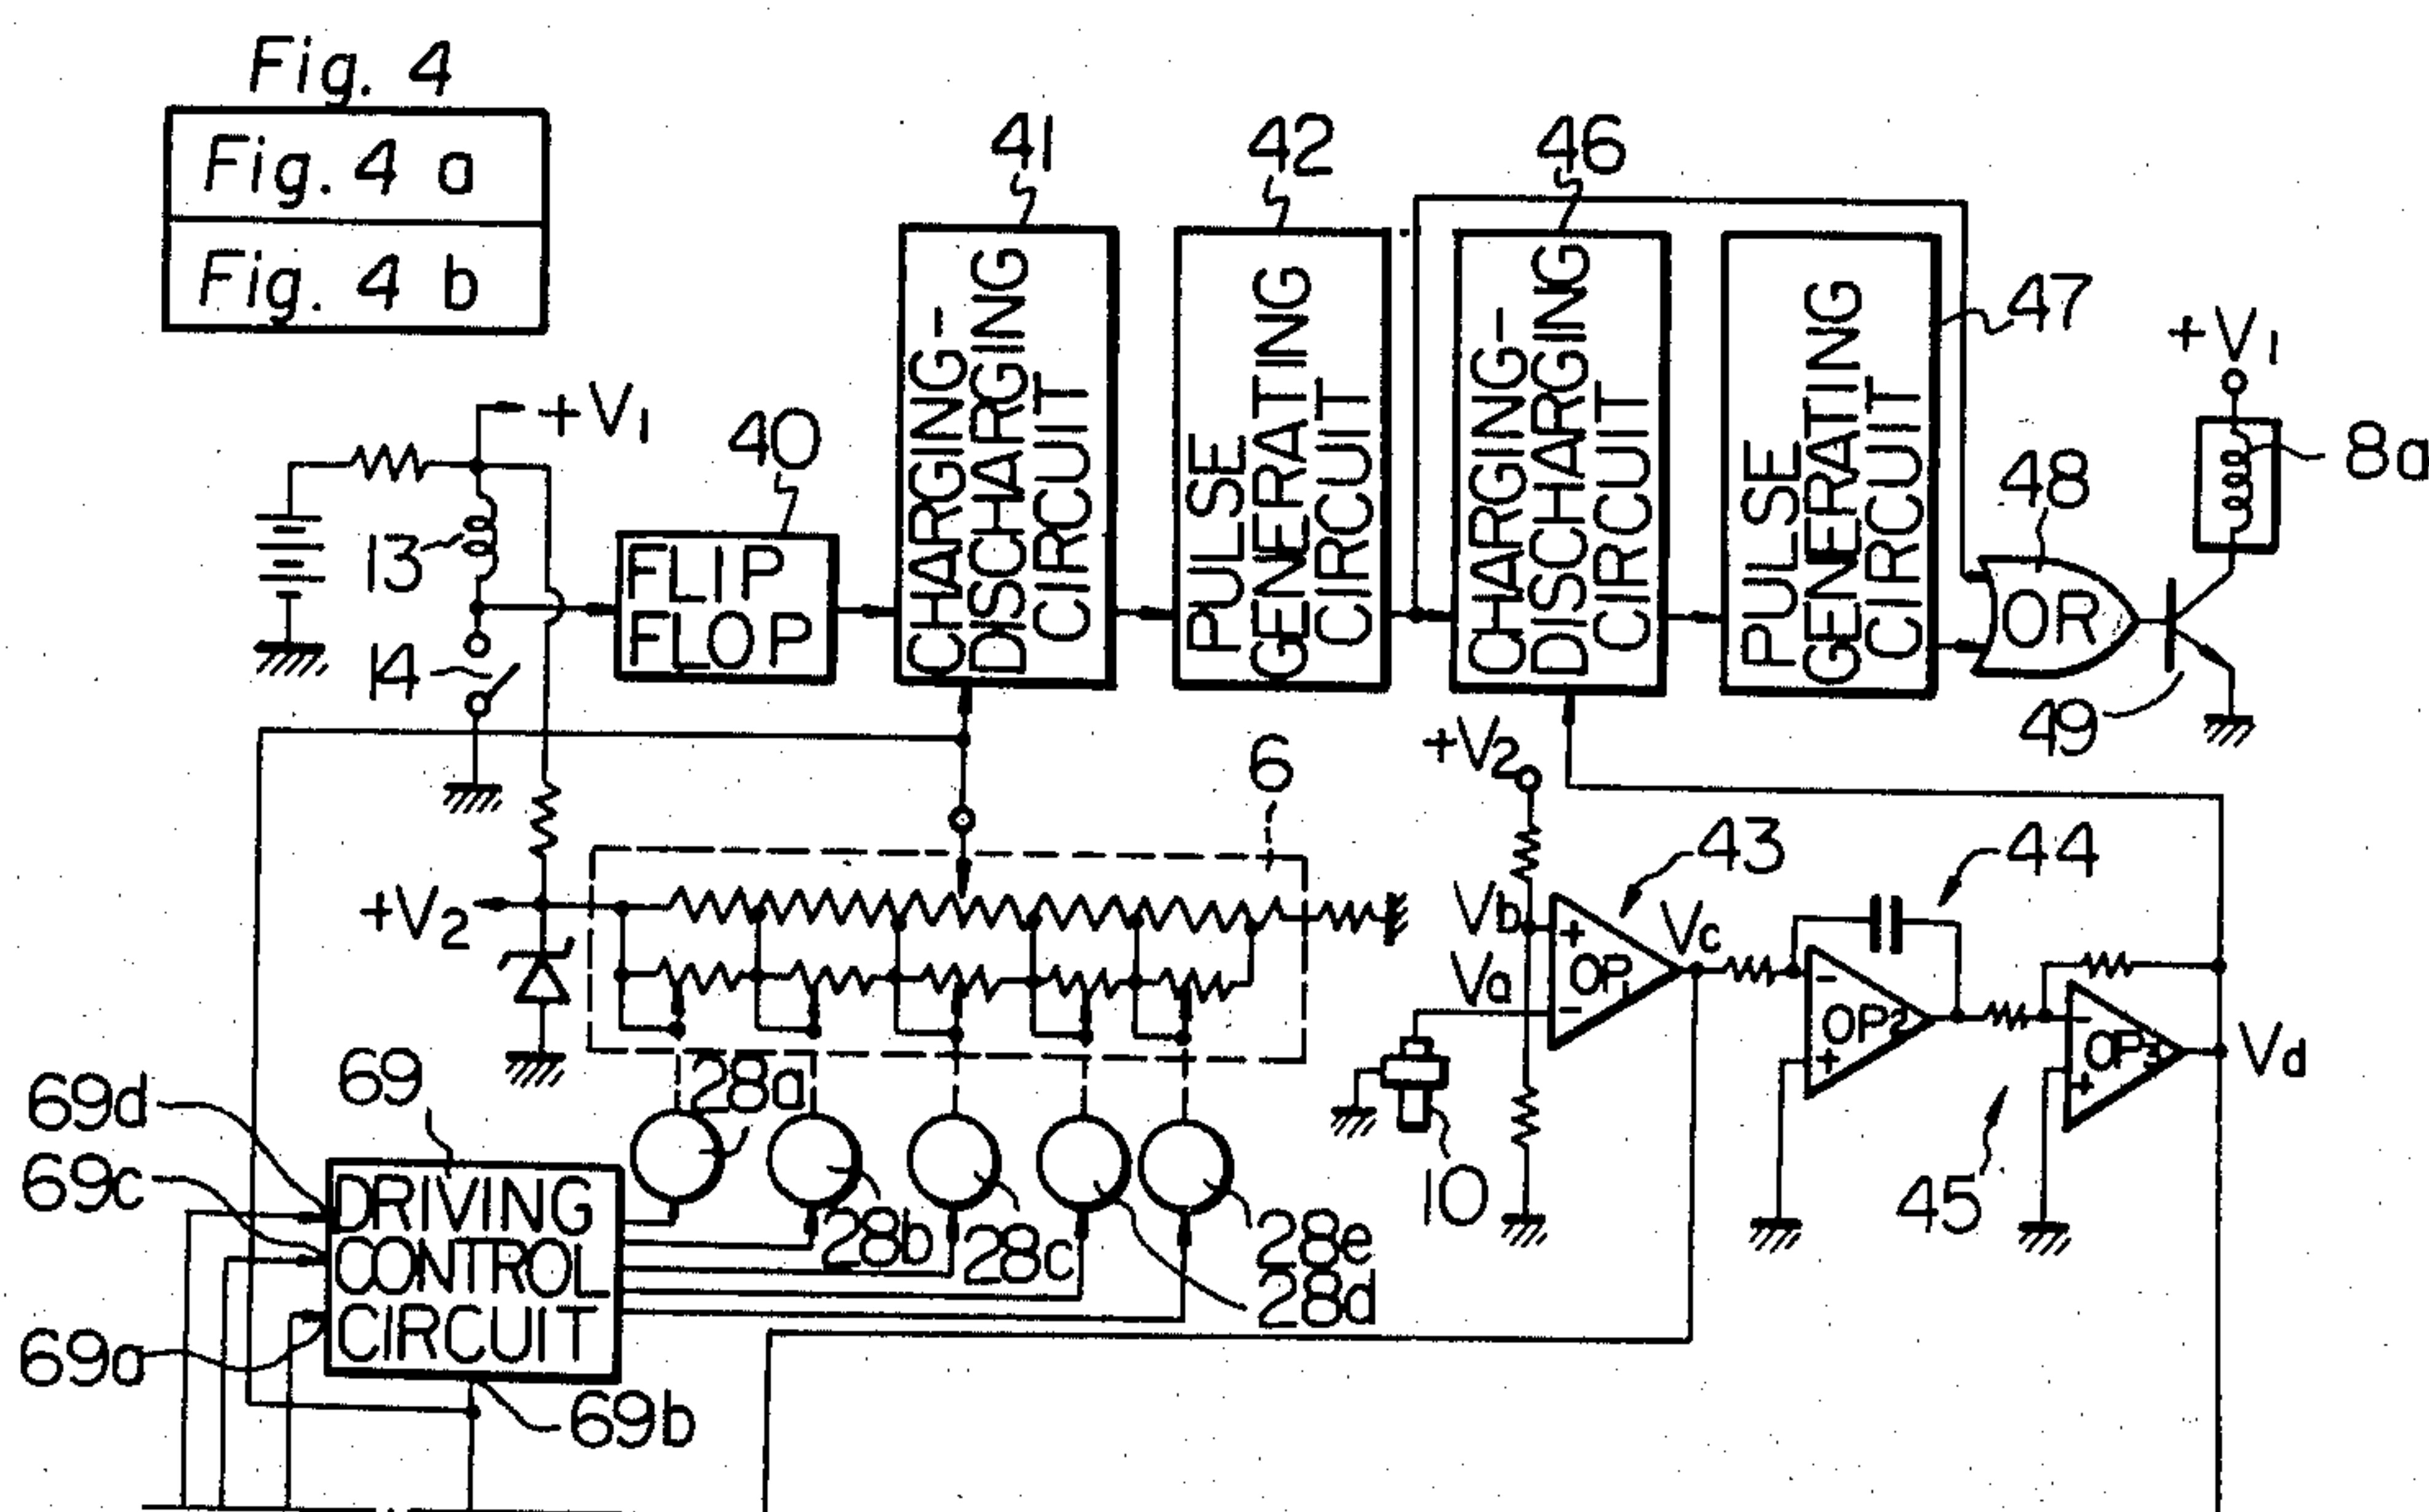 Fig. 4
Fig. 4 a
Fig. 4 b
41
42
46
47
+V1
8a
+V1
40
48
49
13
14
FLIP
FLOP
CHARGING-
DISCHARGING
CIRCUIT
PULSE
GENERATING
CIRCUIT
CHARGING-
DISCHARGING
CIRCUIT
PULSE
GENERATING
CIRCUIT
OR
+V2
6
43
44
+V2
Vb
Va
Vc
Vd
+
-
OP1
-
+
OP2
-
+
OP3
10
45
69
69d
69c
69a
69b
DRIVING
CONTROL
CIRCUIT
28a
28b
28c
28e
28d